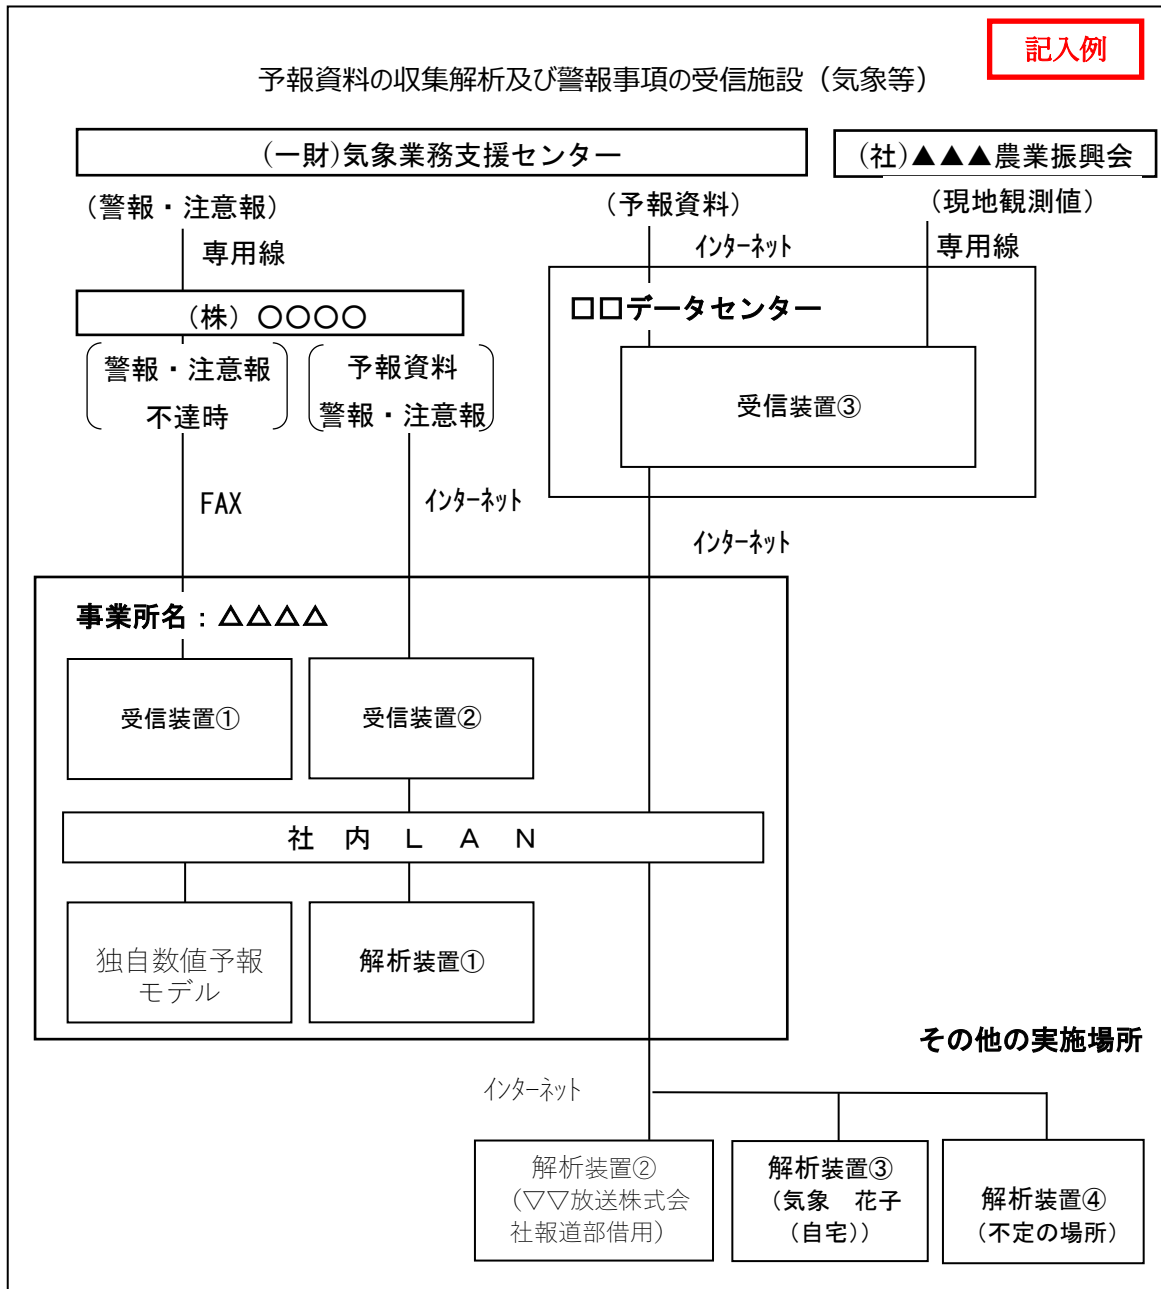 記入例
予報資料の収集解析及び警報事項の受信施設（気象等）
(一財)気象業務支援センター
(社)▲▲▲農業振興会
(警報・注意報)
(予報資料)
(現地観測値)
専用線
ｲﾝﾀｰﾈｯﾄ
専用線
(株) 〇〇〇〇
口口データセンター
警報・注意報
不達時
予報資料
警報・注意報
受信装置③
FAX
ｲﾝﾀｰﾈｯﾄ
ｲﾝﾀｰﾈｯﾄ
事業所名：△△△△
受信装置①
受信装置②
社 内 Ｌ Ａ Ｎ
独自数値予報
モデル
解析装置①
その他の実施場所
ｲﾝﾀｰﾈｯﾄ
解析装置②
(▽▽放送株式会
社報道部借用)
解析装置③
(気象　花子
(自宅))
解析装置④
(不定の場所)